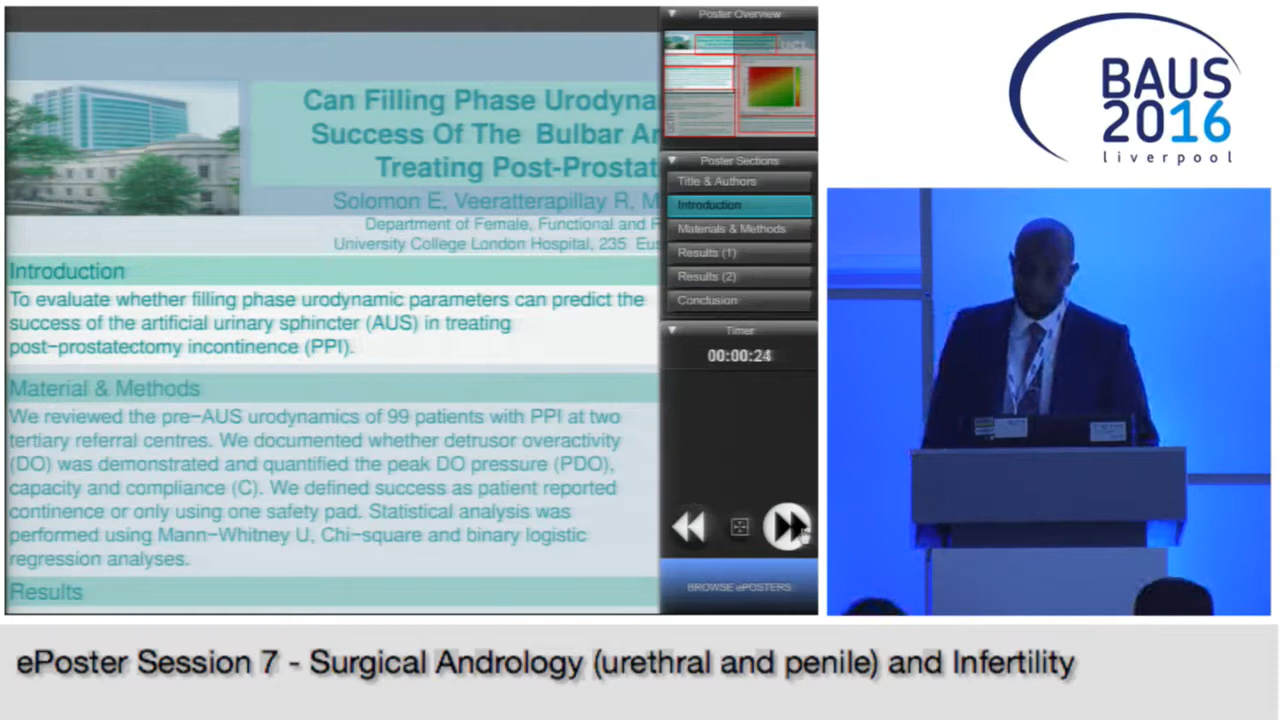 Can Filling Phase Urodyna
Success Of The Bulbar Ar
Treating Post-Prostat
Solomon E, Veeratterapillay R, M
Department of Female, Functional and R
University College London Hospital, 235 Eus
Introduction
To evaluate whether filling phase urodynamic parameters can predict the
success of the artificial urinary sphincter (AUS) in treating
post-prostatectomy incontinence (PPI).
Material & Methods
We reviewed the pre-AUS urodynamics of 99 patients with PPI at two
tertiary referral centres. We documented whether detrusor overactivity
(DO) was demonstrated and quantified the peak DO pressure (PDO),
capacity and compliance (C). We defined success as patient reported
continence or only using one safety pad. Statistical analysis was
performed using Mann-Whitney U, Chi-square and binary logistic
regression analyses.
Results
Poster Overview
UCL
Poster Sections
Title & Authors
Introduction
Materials & Methods
Results (1)
Results (2)
Conclusion
Timer
00:00:24
BROWSE ePOSTERS
BAUS
2016
liverpool
ePoster Session 7 - Surgical Andrology (urethral and penile) and Infertility